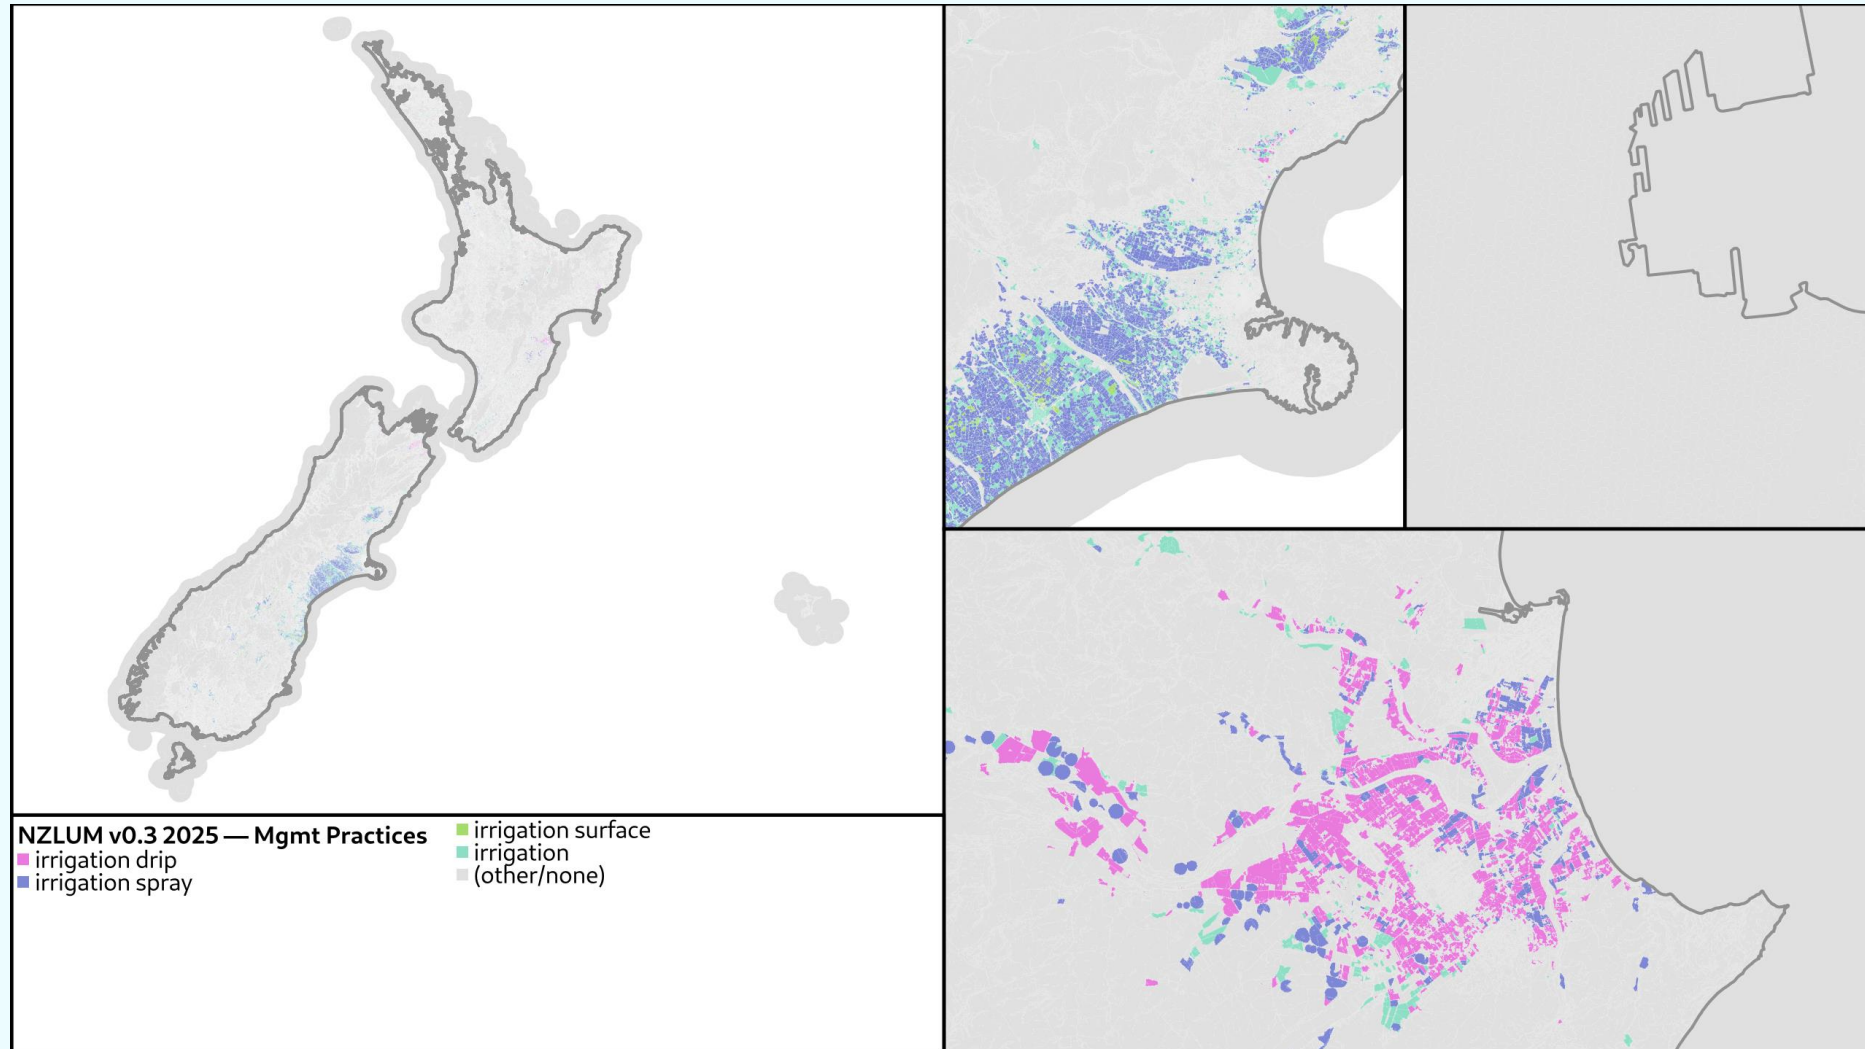 NZLUM v0.3 2025 — Mgmt Practices
irrigation drip
irrigation spray
irrigation surface
irrigation
(other/none)